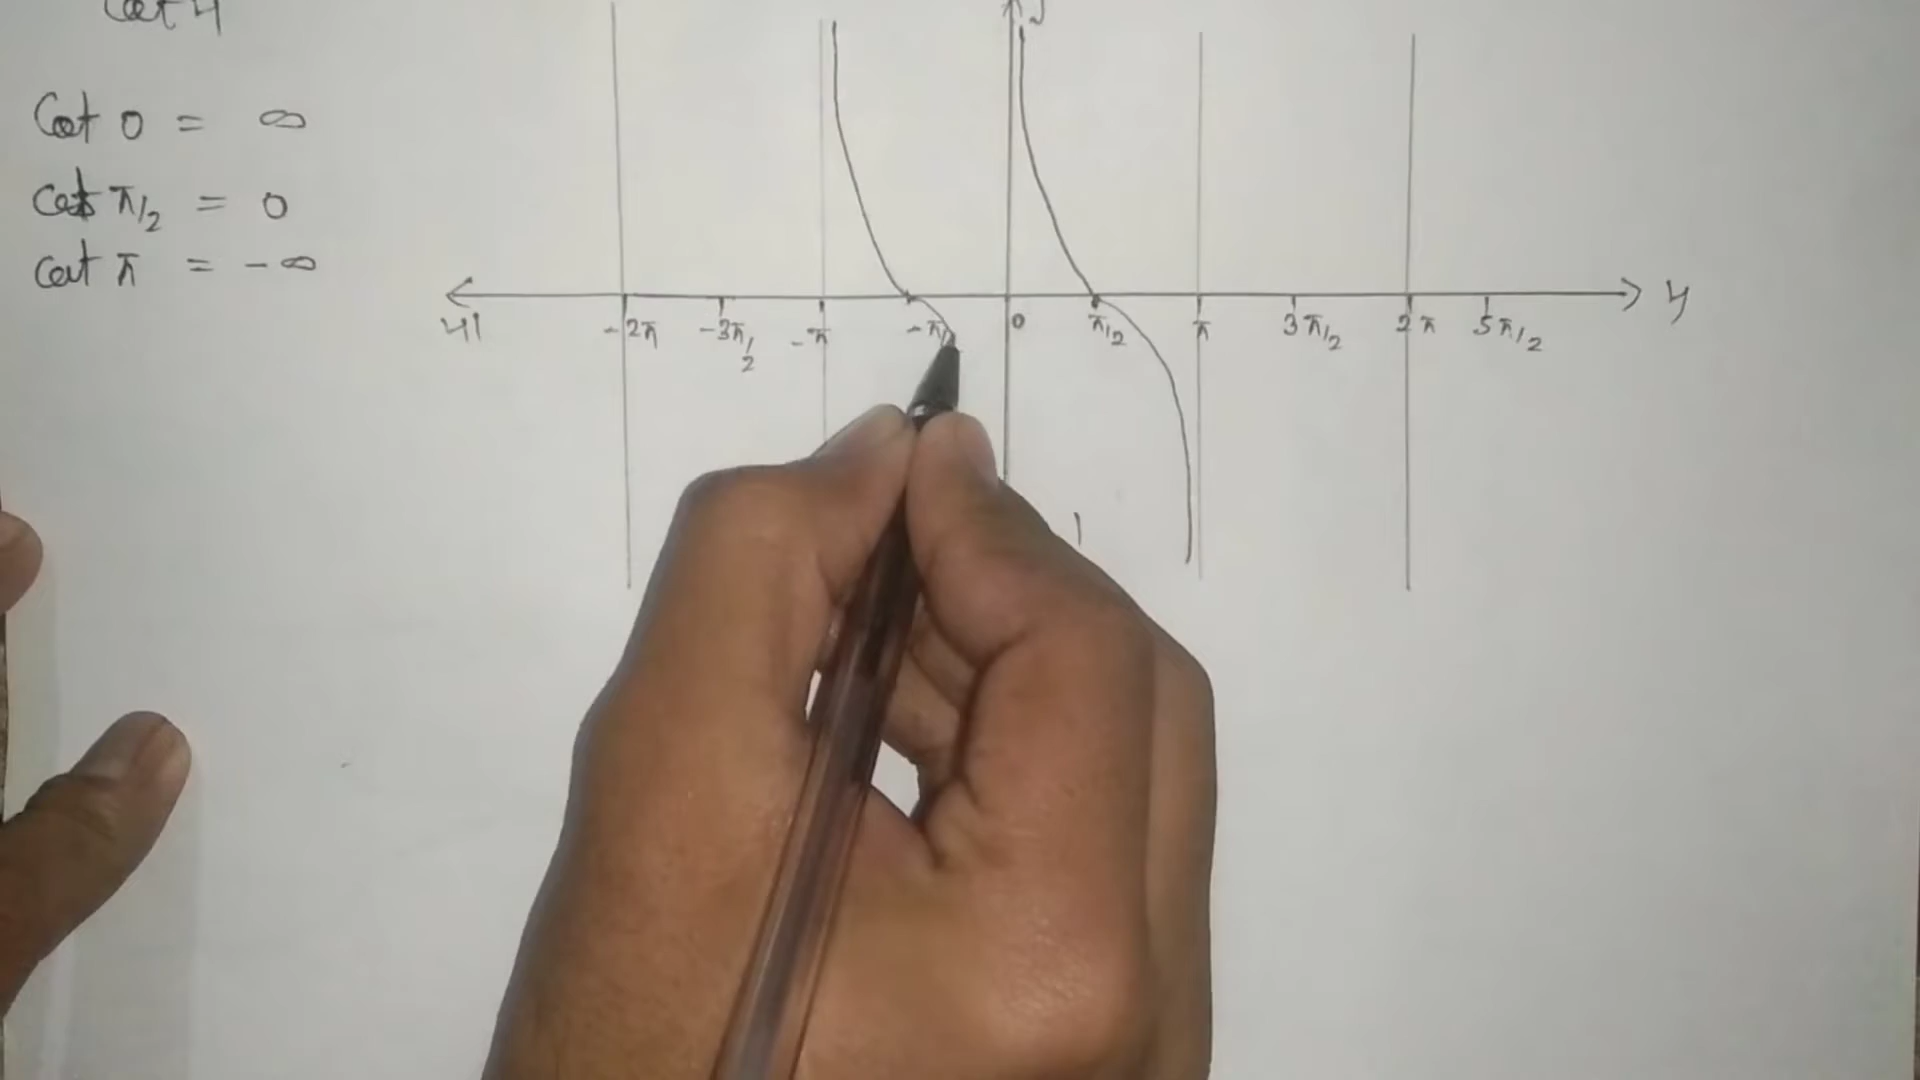 Cot 0 = ∞
Cot π/2 = 0
Cot π = -∞
-2π -3π/2 -π 0 π/2 π 3π/2 2π 5π/2